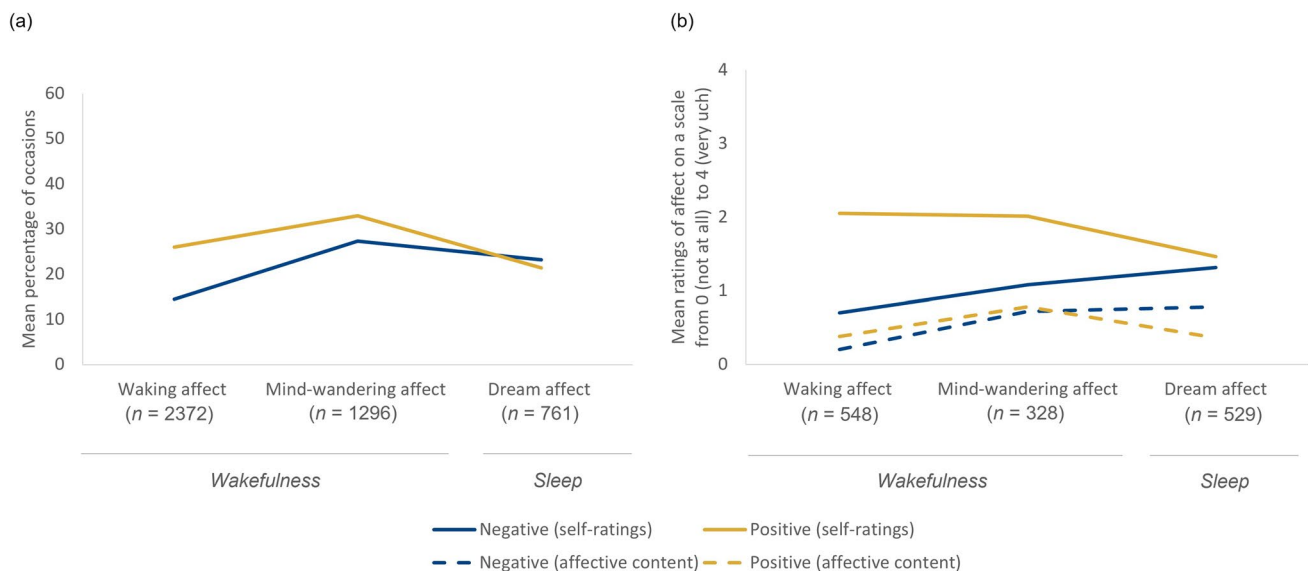 (a)
Mean percentage of occasions
60
50
40
30
20
10
0
Waking affect
(n = 2372)
Mind-wandering affect
(n = 1296)
Dream affect
(n = 761)
Wakefulness
Sleep
(b)
Mean ratings of affect on a scale
from 0 (not at all) to 4 (very uch)
4
3
2
1
0
Waking affect
(n = 548)
Mind-wandering affect
(n = 328)
Dream affect
(n = 529)
Wakefulness
Sleep
Negative (self-ratings)
Positive (self-ratings)
Negative (affective content)
Positive (affective content)